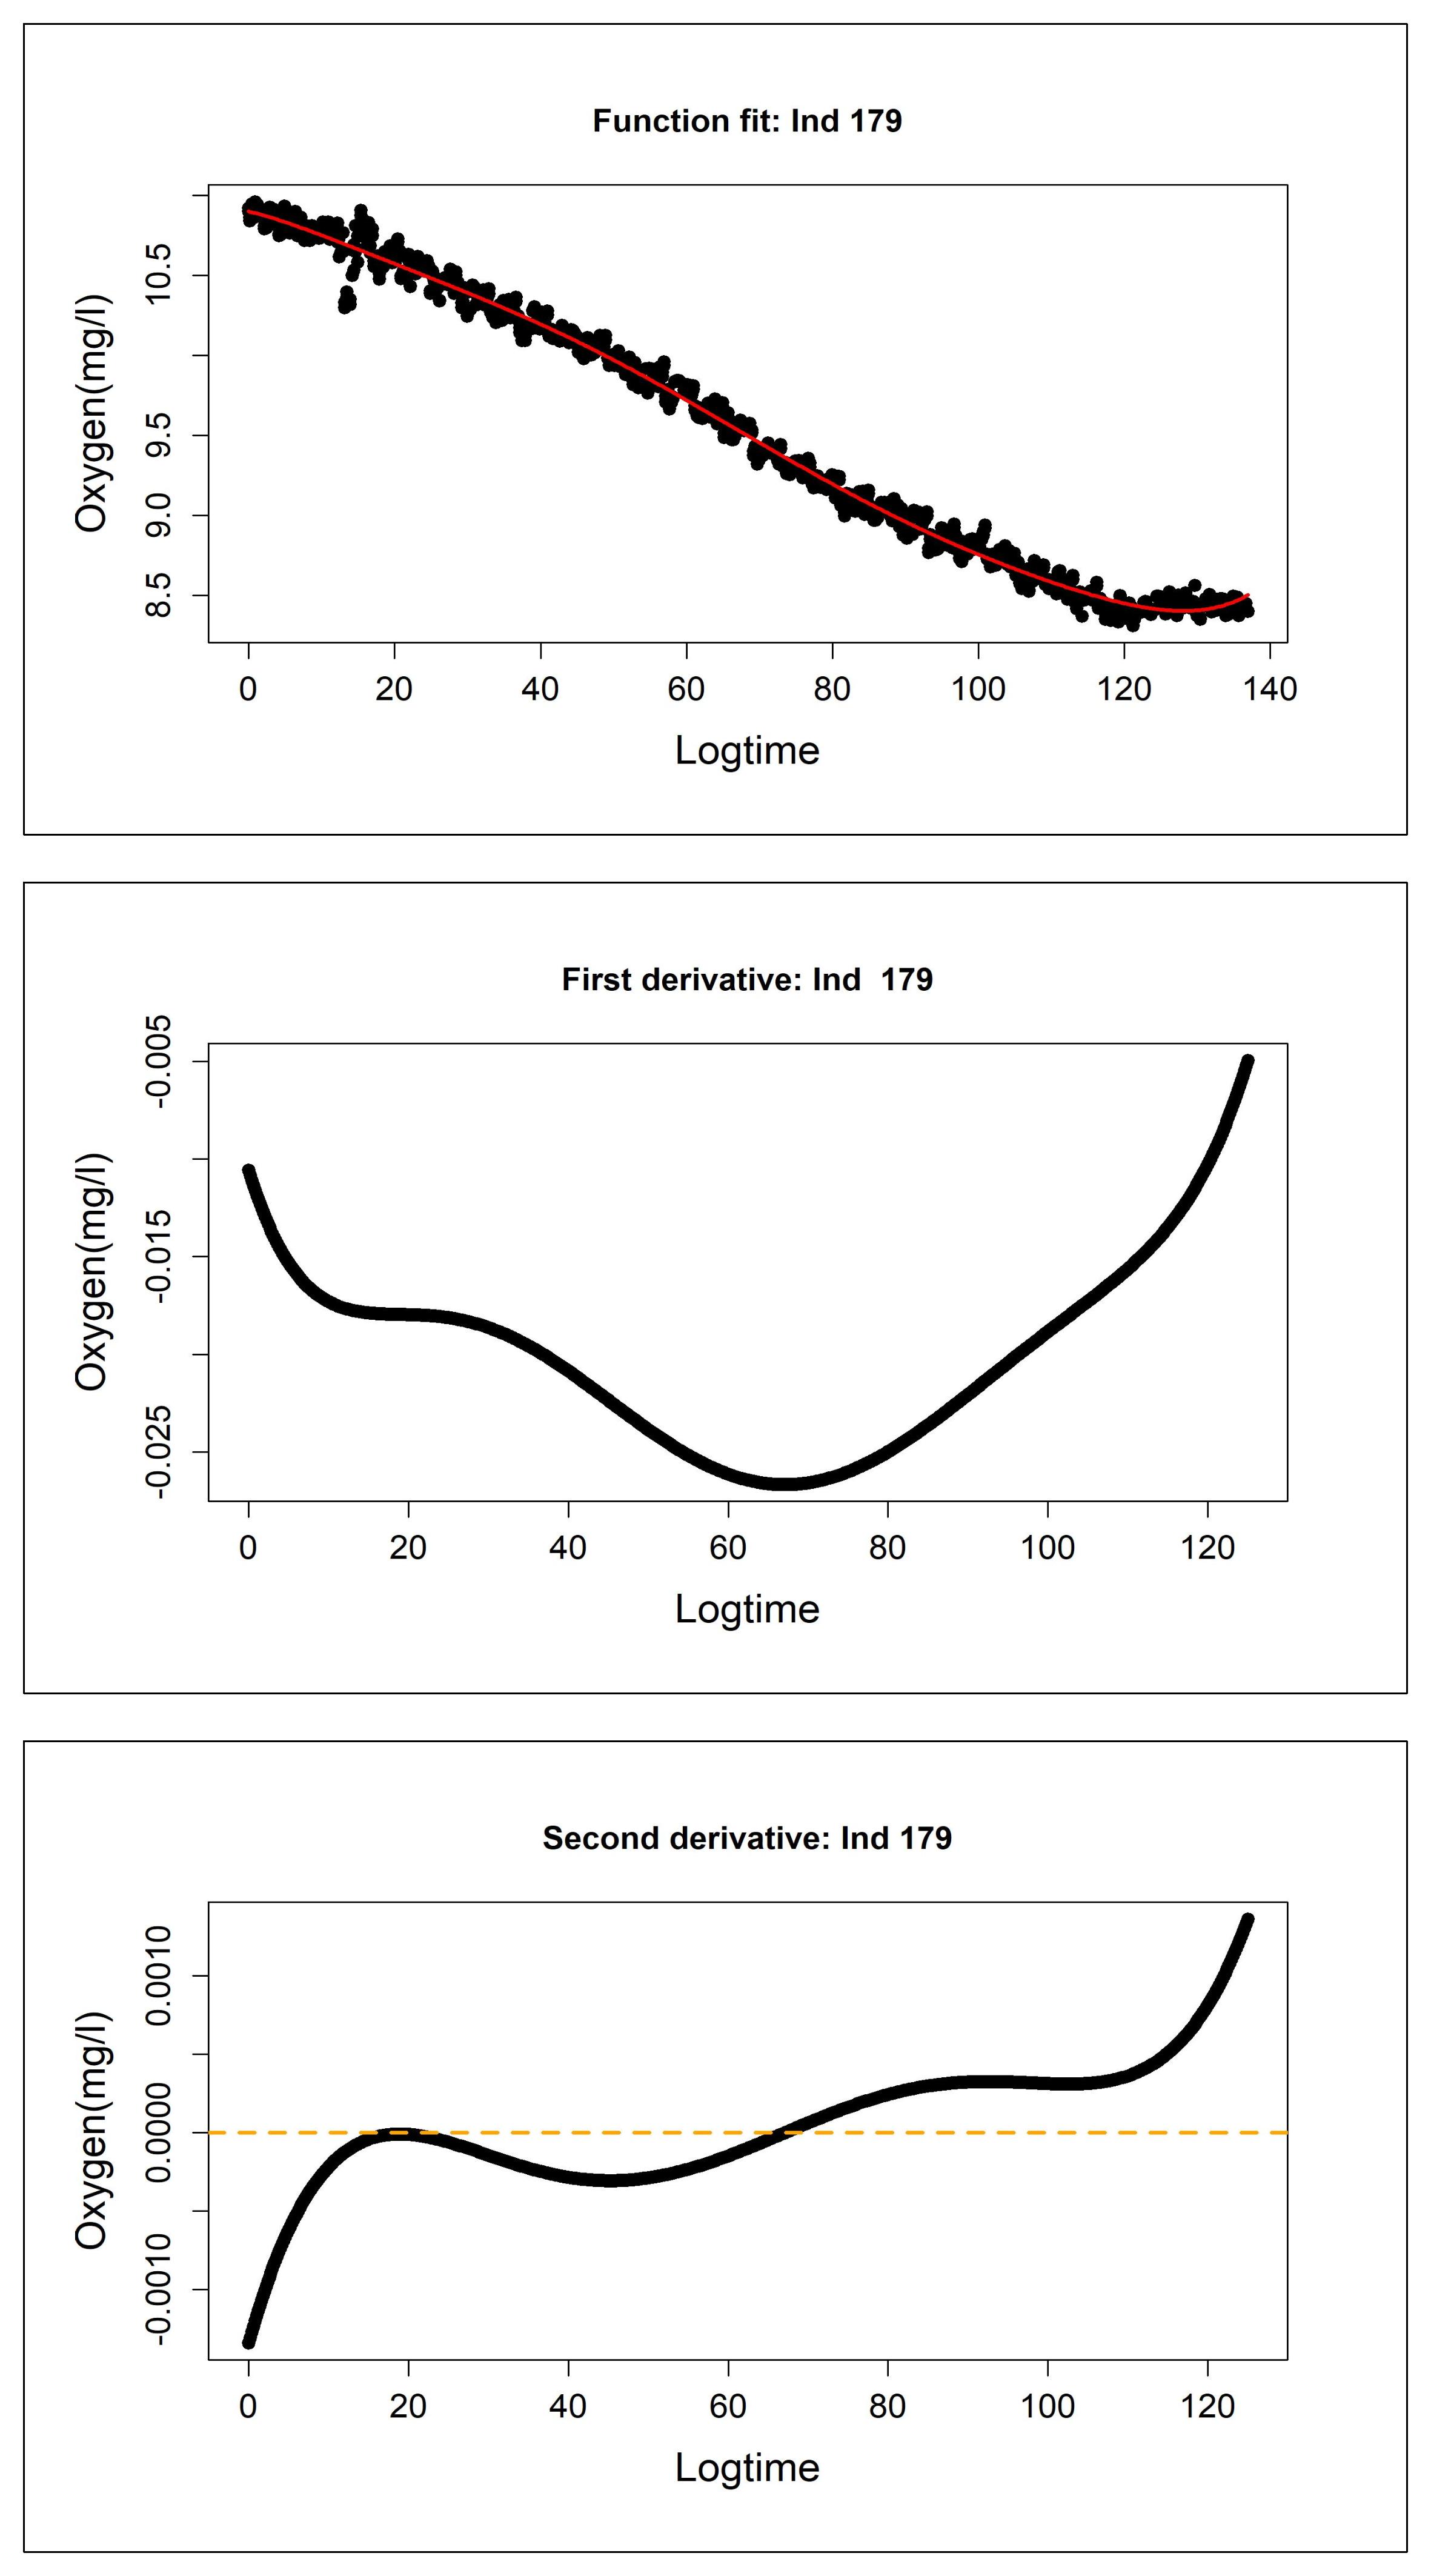 Function fit: Ind 179
Oxygen(mg/l)
10.5
9.5
9.0
8.5
0 20 40 60 80 100 120 140
Logtime
First derivative: Ind  179
Oxygen(mg/l)
-0.005
-0.015
-0.025
0 20 40 60 80 100 120
Logtime
Second derivative: Ind 179
Oxygen(mg/l)
0.0010
0.0000
-0.0010
0 20 40 60 80 100 120
Logtime